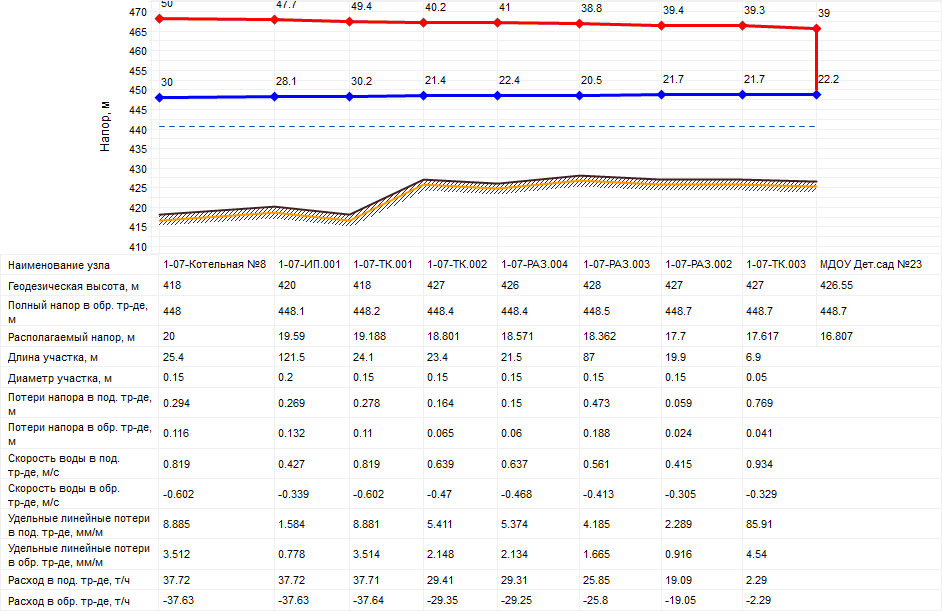 50 47.7 49.4 40.2 41 38.8 39.4 39.3 39
30 28.1 30.2 21.4 22.4 20.5 21.7 21.7 22.2
Напор, м
470
465
460
455
450
445
440
435
430
425
420
415
410
Наименование узла 1-07-Котельная №8 1-07-ИП.001 1-07-ТК.001 1-07-ТК.002 1-07-РАЗ.004 1-07-РАЗ.003 1-07-РАЗ.002 1-07-ТК.003 МДОУ Дет.сад №23
Геодезическая высота, м 418 420 418 427 426 428 427 427 426.55
Полный напор в обр. тр-де,
м 448 448.1 448.2 448.4 448.4 448.5 448.7 448.7 448.7
Располагаемый напор, м 20 19.59 19.188 18.801 18.571 18.362 17.7 17.617 16.807
Длина участка, м 25.4 121.5 24.1 23.4 21.5 87 19.9 6.9
Диаметр участка, м 0.15 0.2 0.15 0.15 0.15 0.15 0.15 0.05
Потери напора в под. тр-де,
м 0.294 0.269 0.278 0.164 0.15 0.473 0.059 0.769
Потери напора в обр. тр-де,
м 0.116 0.132 0.11 0.065 0.06 0.188 0.024 0.041
Скорость воды в под.
тр-де, м/с 0.819 0.427 0.819 0.639 0.637 0.561 0.415 0.934
Скорость воды в обр.
тр-де, м/с -0.602 -0.339 -0.602 -0.47 -0.468 -0.413 -0.305 -0.329
Удельные линейные потери
в под. тр-де, мм/м 8.885 1.584 8.881 5.411 5.374 4.185 2.289 85.91
Удельные линейные потери
в обр. тр-де, мм/м 3.512 0.778 3.514 2.148 2.134 1.665 0.916 4.54
Расход в под. тр-де, т/ч 37.72 37.72 37.71 29.41 29.31 25.85 19.09 2.29
Расход в обр. тр-де, т/ч -37.63 -37.63 -37.64 -29.35 -29.25 -25.8 -19.05 -2.29